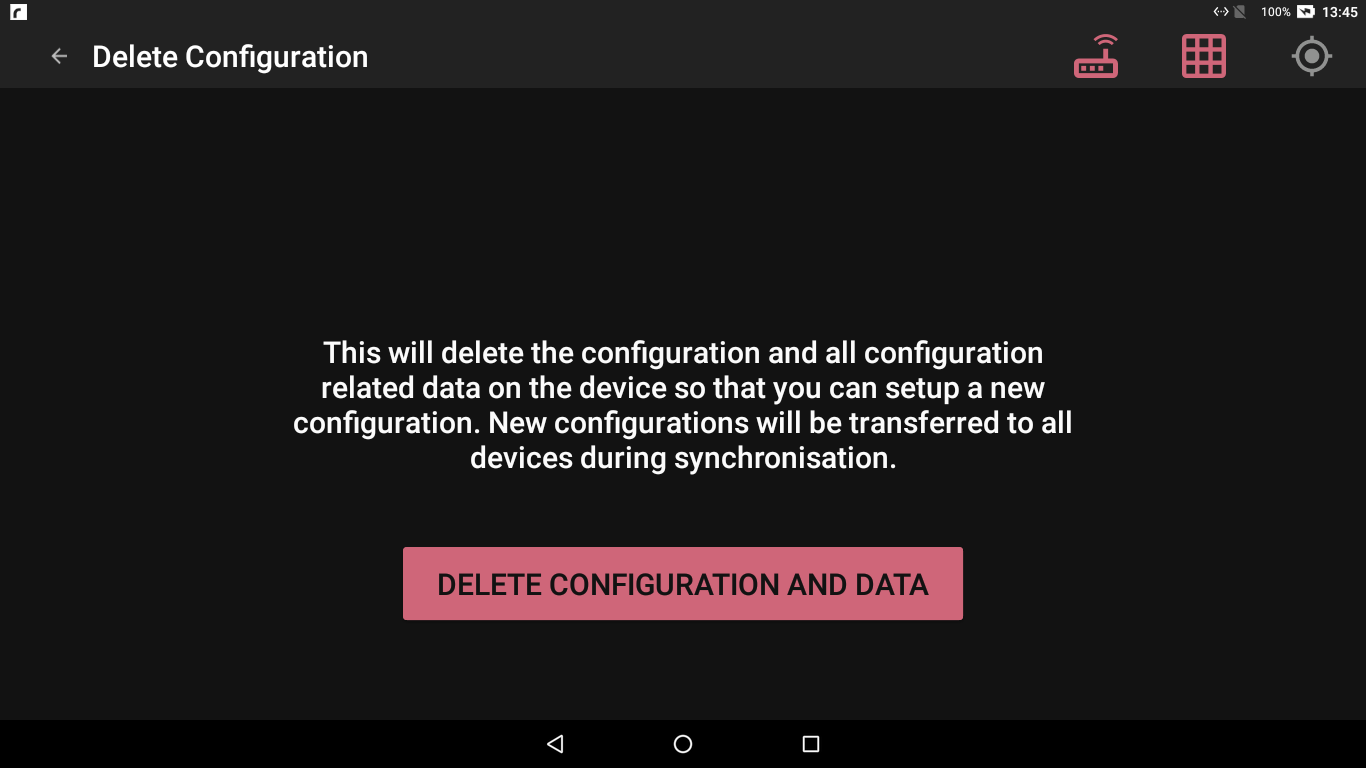 100% 13:45
Delete Configuration
This will delete the configuration and all configuration
related data on the device so that you can setup a new
configuration. New configurations will be transferred to all
devices during synchronisation.
DELETE CONFIGURATION AND DATA